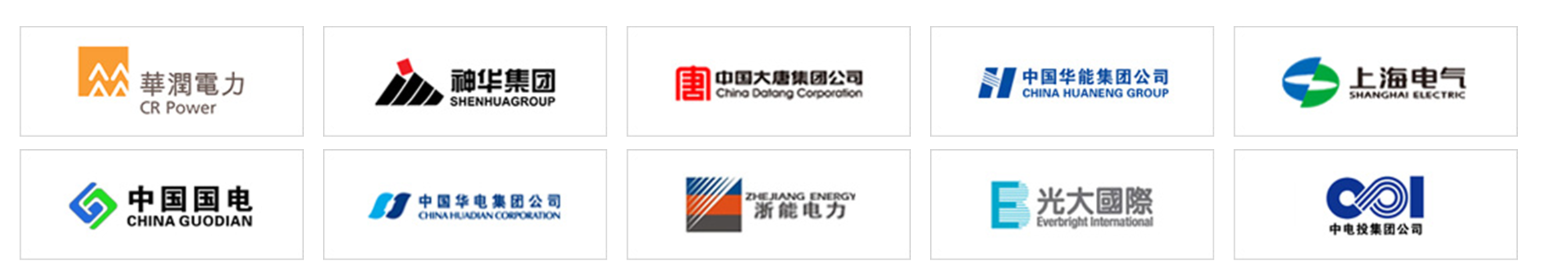 華潤電力
CR Power
神华集团
SHENHUAGROUP
中国大唐集团公司
China Datang Corporation
中国华能集团公司
CHINA HUANENG GROUP
上海电气
SHANGHAI ELECTRIC
中国国电
CHINA GUODIAN
中国华电集团公司
CHINA HUADIAN CORPORATION
ZHEJIANG ENERGY
浙能电力
光大國際
Everbright International
中电投集团公司